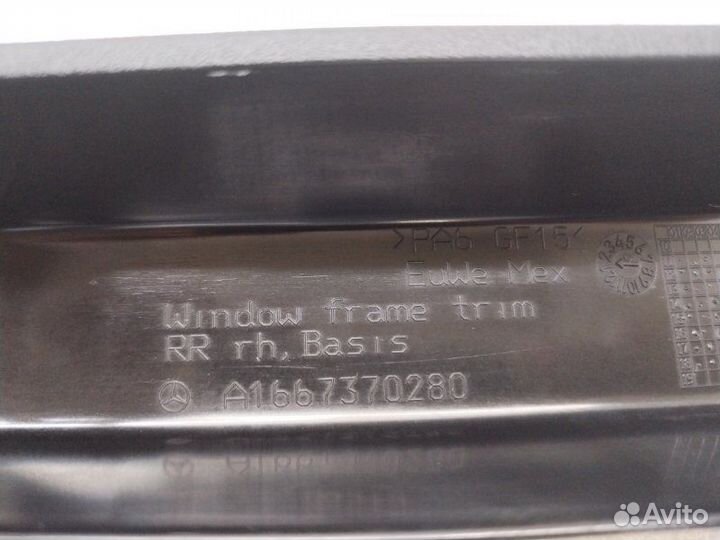 >PA6 GF15<
EuWe Mex
Window frame trim
RR rh, Basis
A1667370280
Avito